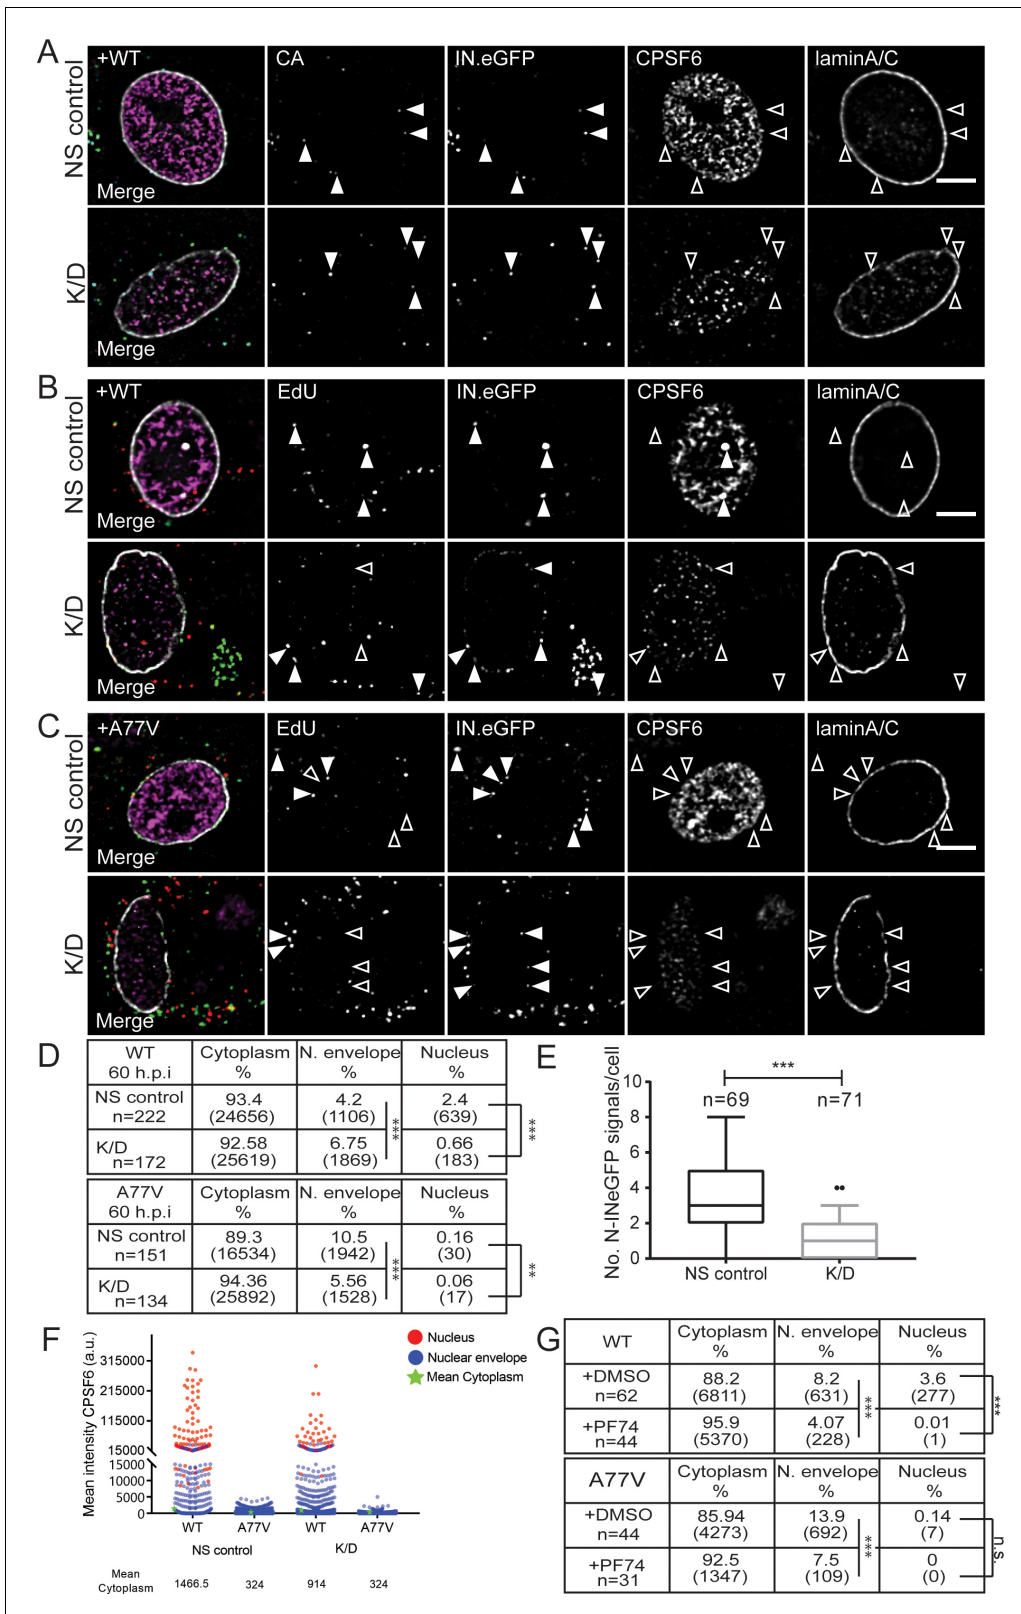 A
NS control
+WT
CA
IN.eGFP
CPSF6
laminA/C
Merge
K/D
Merge
B
NS control
+WT
EdU
IN.eGFP
CPSF6
laminA/C
Merge
K/D
Merge
C
NS control
+A77V
EdU
IN.eGFP
CPSF6
laminA/C
Merge
K/D
Merge
D
WT 60 h.p.i
Cytoplasm %
N. envelope %
Nucleus %
NS control n=222
93.4 (24656)
4.2 (1106)
2.4 (639)
K/D n=172
92.58 (25619)
6.75 (1869)
0.66 (183)
***
***
A77V 60 h.p.i
Cytoplasm %
N. envelope %
Nucleus %
NS control n=151
89.3 (16534)
10.5 (1942)
0.16 (30)
K/D n=134
94.36 (25892)
5.56 (1528)
0.06 (17)
***
**
E
No. N-INeGFP signals/cell
10
8
6
4
2
0
***
n=69
n=71
NS control
K/D
F
Mean intensity CPSF6 (a.u.)
315000
215000
115000
15000
15000
10000
5000
0
Nucleus
Nuclear envelope
Mean Cytoplasm
WT
A77V
WT
A77V
NS control
K/D
Mean Cytoplasm
1466.5
324
914
324
G
WT
Cytoplasm %
N. envelope %
Nucleus %
+DMSO n=62
88.2 (6811)
8.2 (631)
3.6 (277)
+PF74 n=44
95.9 (5370)
4.07 (228)
0.01 (1)
***
***
A77V
Cytoplasm %
N. envelope %
Nucleus %
+DMSO n=44
85.94 (4273)
13.9 (692)
0.14 (7)
+PF74 n=31
92.5 (1347)
7.5 (109)
0 (0)
***
n.s.